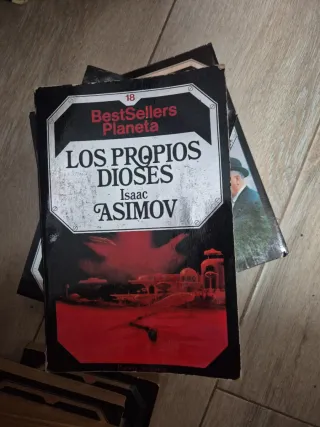 18
BestSellers
Planeta
LOS PROPIOS
DIOSES
Isaac
ASIMOV